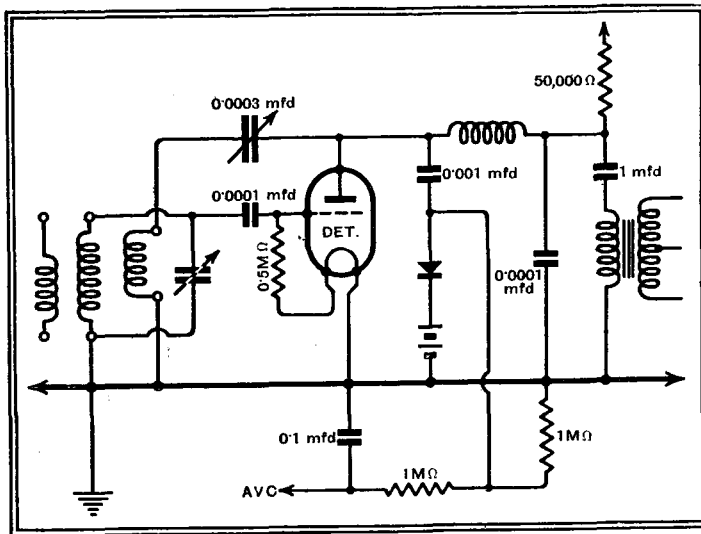 50,000 Ω
0·0003 mfd
0·0001 mfd
0·001 mfd
1 mfd
DET.
0·5MΩ
0·0001
mfd
0·1 mfd
1MΩ
1MΩ
AVC